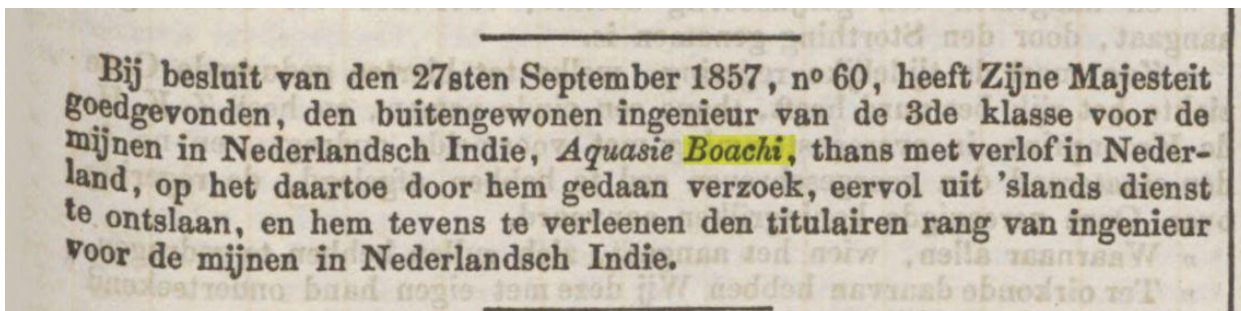 Bij besluit van den 27sten September 1857, nº 60, heeft Zijne Majesteit
goedgevonden, den buitengewonen ingenieur van de 3de klasse voor de
mijnen in Nederlandsch Indie, Aquasie Boachi, thans met verlof in Neder-
land, op het daartoe door hem gedaan verzoek, eervol uit 'slands dienst
te ontslaan, en hem tevens te verleenen den titulairen rang van ingenieur
voor de mijnen in Nederlandsch Indie.